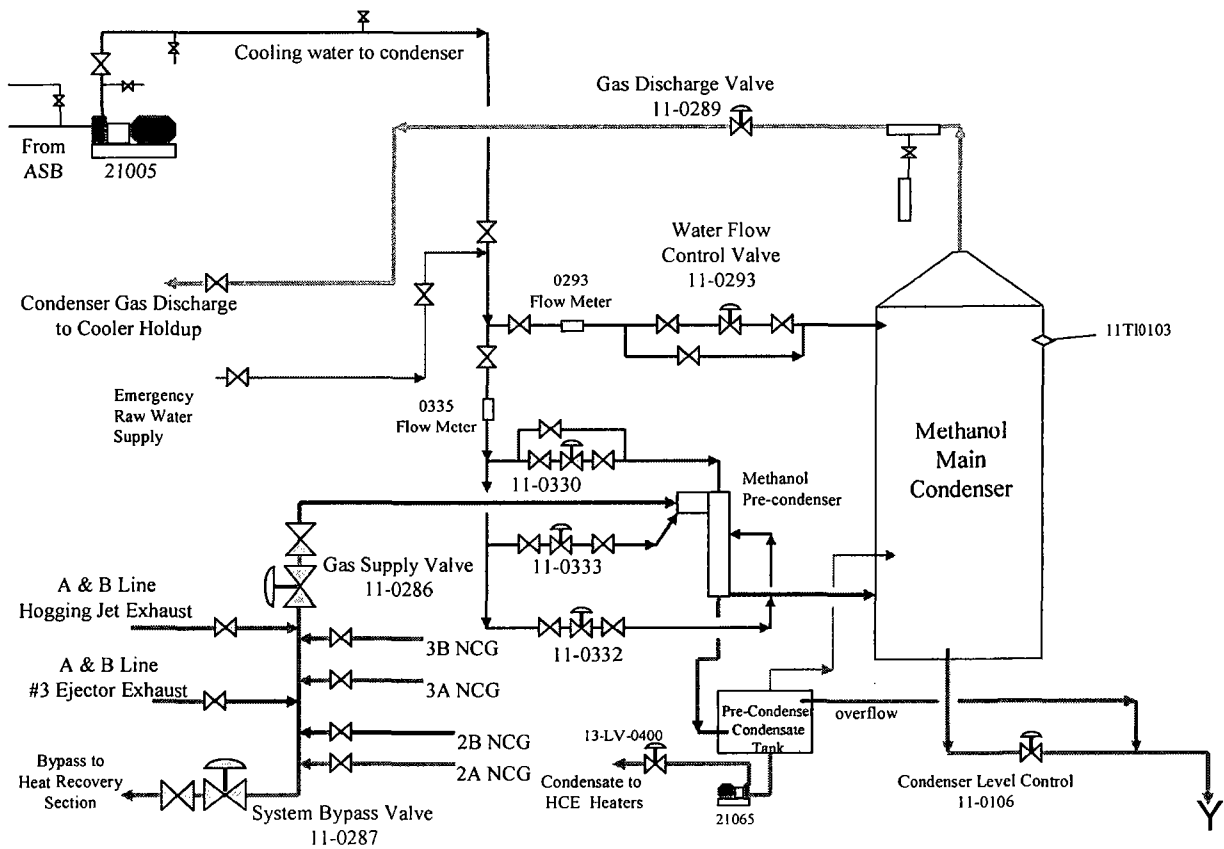 Cooling water to condenser
Gas Discharge Valve
11-0289
From
ASB
21005
Water Flow
Control Valve
11-0293
0293
Flow Meter
Condenser Gas Discharge
to Cooler Holdup
11TI0103
Emergency
Raw Water
Supply
0335
Flow Meter
Methanol
Main
Condenser
11-0330
Methanol
Pre-condenser
Gas Supply Valve
11-0286
11-0333
A & B Line
Hogging Jet Exhaust
3B NCG
11-0332
A & B Line
#3 Ejector Exhaust
3A NCG
Pre-Condenser
Condensate
Tank
overflow
2B NCG
13-LV-0400
Bypass to
Heat Recovery
Section
2A NCG
Condensate to
HCE Heaters
Condenser Level Control
11-0106
System Bypass Valve
11-0287
21065